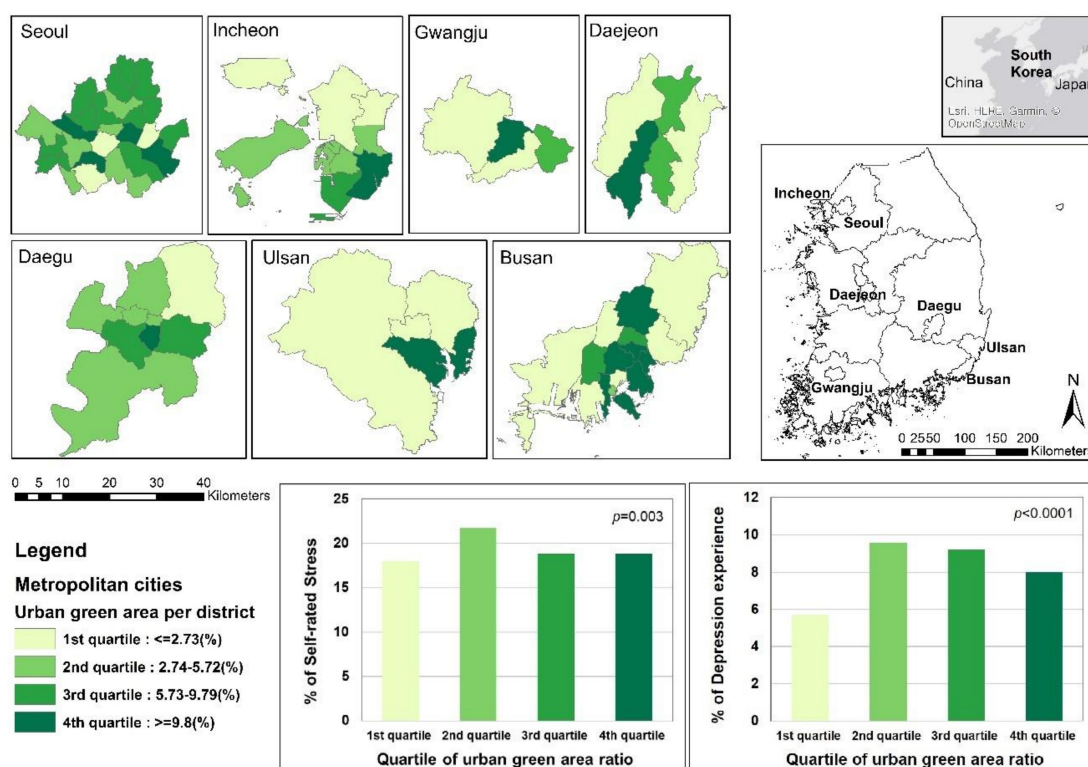 Seoul
Incheon
Gwangju
Daejeon
South
Korea
China
Japan
Esri, HERE, Garmin, ©
OpenStreetMap
Daegu
Ulsan
Busan
Incheon
Seoul
Daejeon
Daegu
Ulsan
Gwangju
Busan
N
0 2550 100 150 200
Kilometers
0 5 10 20 30 40
Kilometers
Legend
Metropolitan cities
Urban green area per district
1st quartile : <=2.73(%)
2nd quartile : 2.74-5.72(%)
3rd quartile : 5.73-9.79(%)
4th quartile : >=9.8(%)
% of Self-rated Stress
25
20
15
10
5
0
p=0.003
1st quartile 2nd quartile 3rd quartile 4th quartile
Quartile of urban green area ratio
% of Depression experience
12
10
8
6
4
2
0
p<0.0001
1st quartile 2nd quartile 3rd quartile 4th quartile
Quartile of urban green area ratio